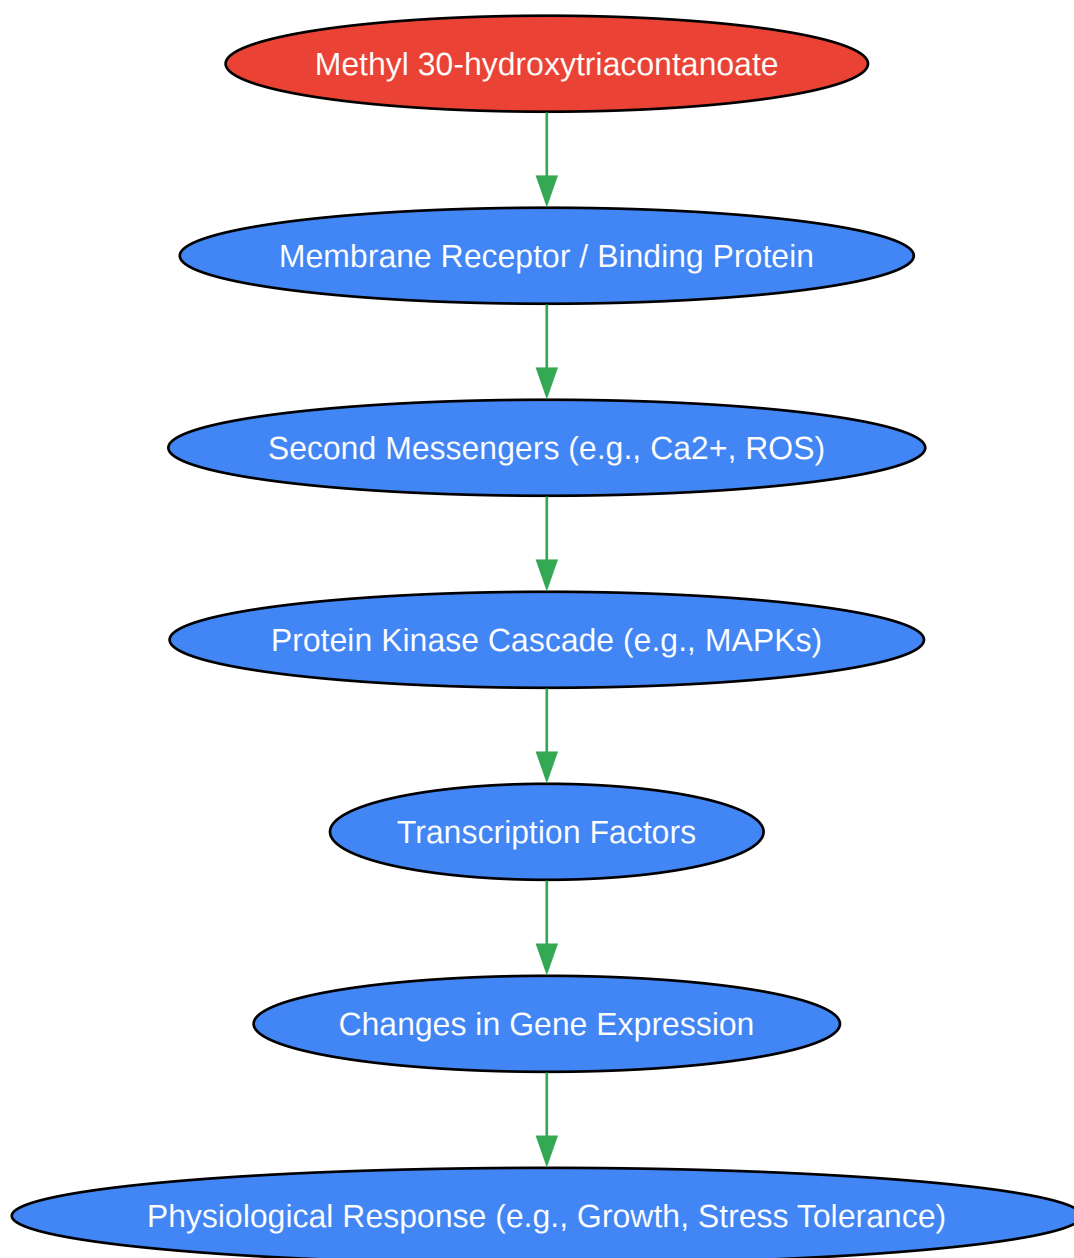 Methyl 30-hydroxytriacontanoate
Membrane Receptor / Binding Protein
Second Messengers (e.g., Ca2+, ROS)
Protein Kinase Cascade (e.g., MAPKs)
Transcription Factors
Changes in Gene Expression
Physiological Response (e.g., Growth, Stress Tolerance)